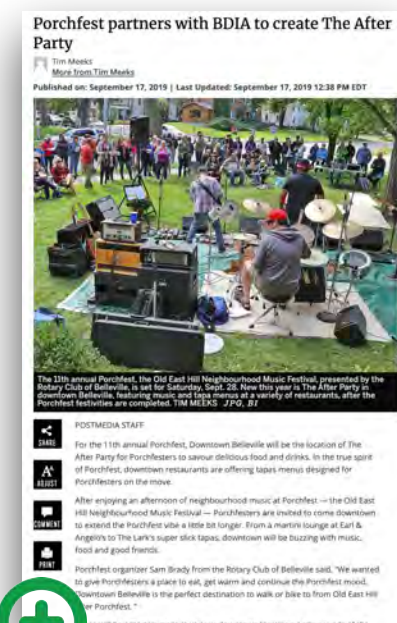 Porchfest partners with BDIA to create The After
Party
Tim Meeks
More from Tim Meeks
Published on: September 17, 2019 | Last Updated: September 17, 2019 12:38 PM EDT
The 11th annual Porchfest, the Old East Hill Neighbourhood Music Festival, presented by the
Rotary Club of Belleville, is set for Saturday, Sept. 28. New this year is The After Party in
downtown Belleville, featuring music and tapa menus at a variety of restaurants, after the
Porchfest festivities are completed. TIM MEEKS JPG, BI
SHARE
ADJUST
COMMENT
PRINT
POSTMEDIA STAFF
For the 11th annual Porchfest, Downtown Belleville will be the location of The
After Party for Porchfesters to savour delicious food and drinks. In the true spirit
of Porchfest, downtown restaurants are offering tapas menus designed for
Porchfesters on the move.
After enjoying an afternoon of neighbourhood music at Porchfest — the Old East
Hill Neighbourhood Music Festival — Porchfesters are invited to come downtown
to extend the Porchfest vibe a little bit longer. From a martini lounge at Earl &
Angelo's to The Lark's super slick tapas, downtown will be buzzing with music,
food and good friends.
Porchfest organizer Sam Brady from the Rotary Club of Belleville said, "We wanted
to give Porchfesters a place to eat, get warm and continue the Porchfest mood.
Downtown Belleville is the perfect destination to walk or bike to from Old East Hill
after Porchfest. "